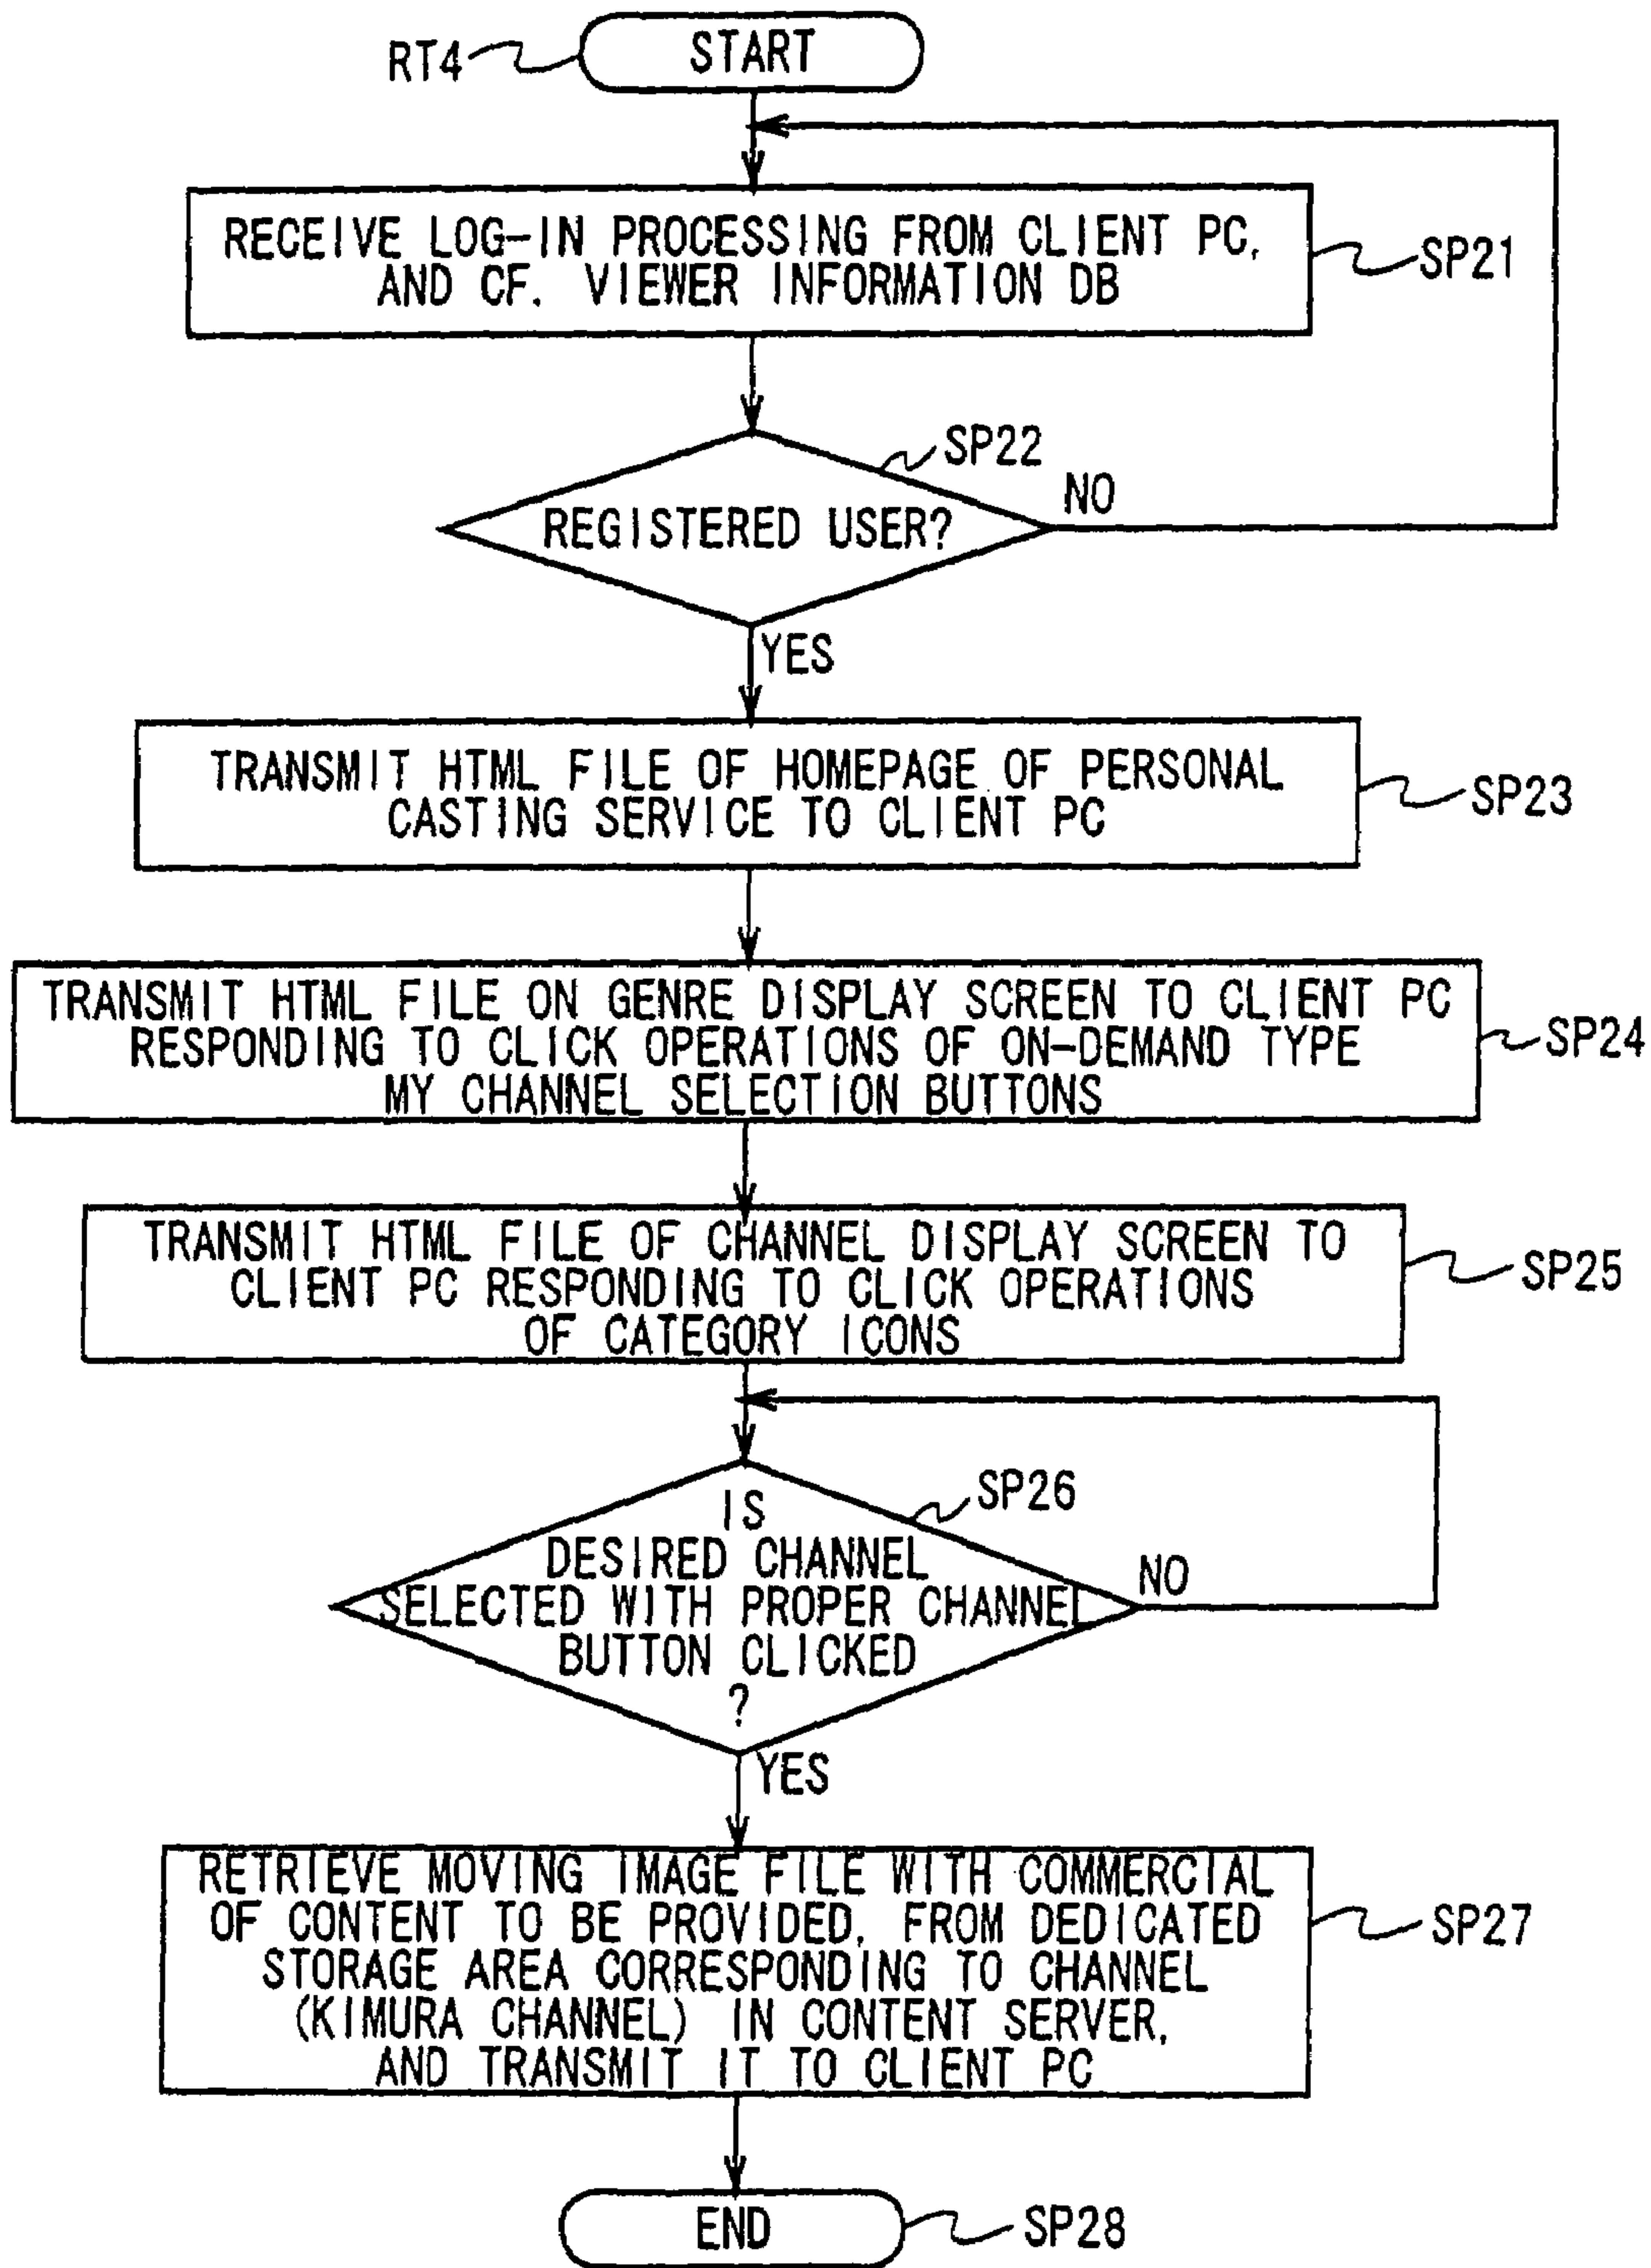 RT4
START
RECEIVE LOG-IN PROCESSING FROM CLIENT PC,
AND CF. VIEWER INFORMATION DB
SP21
SP22
REGISTERED USER?
NO
YES
TRANSMIT HTML FILE OF HOMEPAGE OF PERSONAL
CASTING SERVICE TO CLIENT PC
SP23
TRANSMIT HTML FILE ON GENRE DISPLAY SCREEN TO CLIENT PC
RESPONDING TO CLICK OPERATIONS OF ON-DEMAND TYPE
MY CHANNEL SELECTION BUTTONS
SP24
TRANSMIT HTML FILE OF CHANNEL DISPLAY SCREEN TO
CLIENT PC RESPONDING TO CLICK OPERATIONS
OF CATEGORY ICONS
SP25
SP26
IS
DESIRED CHANNEL
SELECTED WITH PROPER CHANNEL
BUTTON CLICKED
?
NO
YES
RETRIEVE MOVING IMAGE FILE WITH COMMERCIAL
OF CONTENT TO BE PROVIDED, FROM DEDICATED
STORAGE AREA CORRESPONDING TO CHANNEL
(KIMURA CHANNEL) IN CONTENT SERVER,
AND TRANSMIT IT TO CLIENT PC
SP27
END
SP28